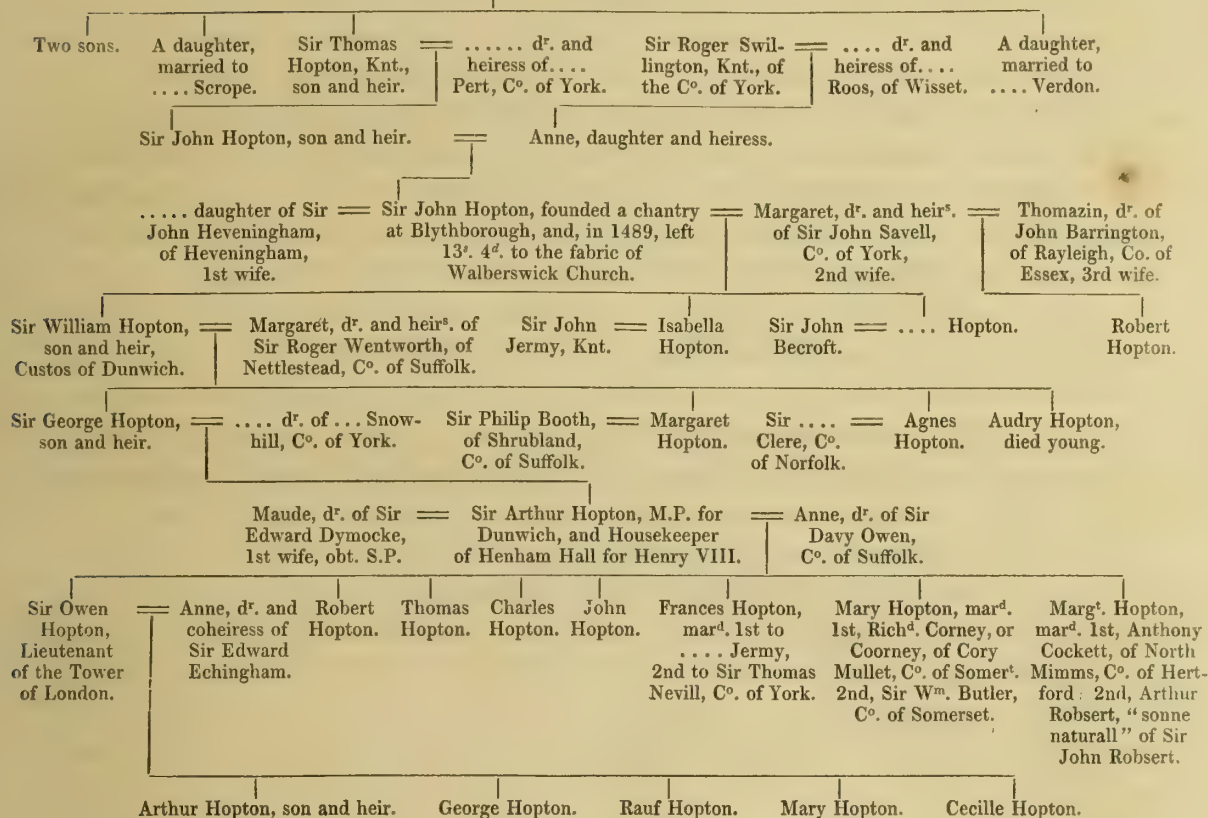 Two sons.
A daughter,
married to
.... Scrope.
Sir Thomas
Hopton, Knt.,
son and heir.
...... dr. and
heiress of....
Pert, Co. of York.
Sir Roger Swil-
lington, Knt., of
the Co. of York.
.... dr. and
heiress of....
Roos, of Wisset.
A daughter,
married to
.... Verdon.
Sir John Hopton, son and heir.
Anne, daughter and heiress.
..... daughter of Sir
John Heveningham,
of Heveningham,
1st wife.
Sir John Hopton, founded a chantry
at Blythborough, and, in 1489, left
13s. 4d. to the fabric of
Walberswick Church.
Margaret, dr. and heirs.
of Sir John Savell,
Co. of York,
2nd wife.
Thomazin, dr. of
John Barrington,
of Rayleigh, Co. of
Essex, 3rd wife.
Sir William Hopton,
son and heir,
Custos of Dunwich.
Margaret, dr. and heirs. of
Sir Roger Wentworth, of
Nettlestead, Co. of Suffolk.
Sir John
Jermy, Knt.
Isabella
Hopton.
Sir John
Becroft.
.... Hopton.
Robert
Hopton.
Sir George Hopton,
son and heir.
.... dr. of ... Snow-
hill, Co. of York.
Sir Philip Booth,
of Shrubland,
Co. of Suffolk.
Margaret
Hopton.
Sir ....
Clere, Co.
of Norfolk.
Agnes
Hopton.
Audry Hopton,
died young.
Maude, dr. of Sir
Edward Dymocke,
1st wife, obt. S.P.
Sir Arthur Hopton, M.P. for
Dunwich, and Housekeeper
of Henham Hall for Henry VIII.
Anne, dr. of Sir
Davy Owen,
Co. of Suffolk.
Sir Owen
Hopton,
Lieutenant
of the Tower
of London.
Anne, dr. and
coheiress of
Sir Edward
Echingham.
Robert
Hopton.
Thomas
Hopton.
Charles
Hopton.
John
Hopton.
Frances Hopton,
mard. 1st to
.... Jermy,
2nd to Sir Thomas
Nevill, Co. of York.
Mary Hopton, mard.
1st, Richd. Corney, or
Coorney, of Cory
Mullet, Co. of Somert.
2nd, Sir Wm. Butler,
Co. of Somerset.
Margt. Hopton,
mard. 1st, Anthony
Cockett, of North
Mimms, Co. of Hert-
ford: 2nd, Arthur
Robsert, "sonne
naturall" of Sir
John Robsert.
Arthur Hopton, son and heir.
George Hopton.
Rauf Hopton.
Mary Hopton.
Cecille Hopton.